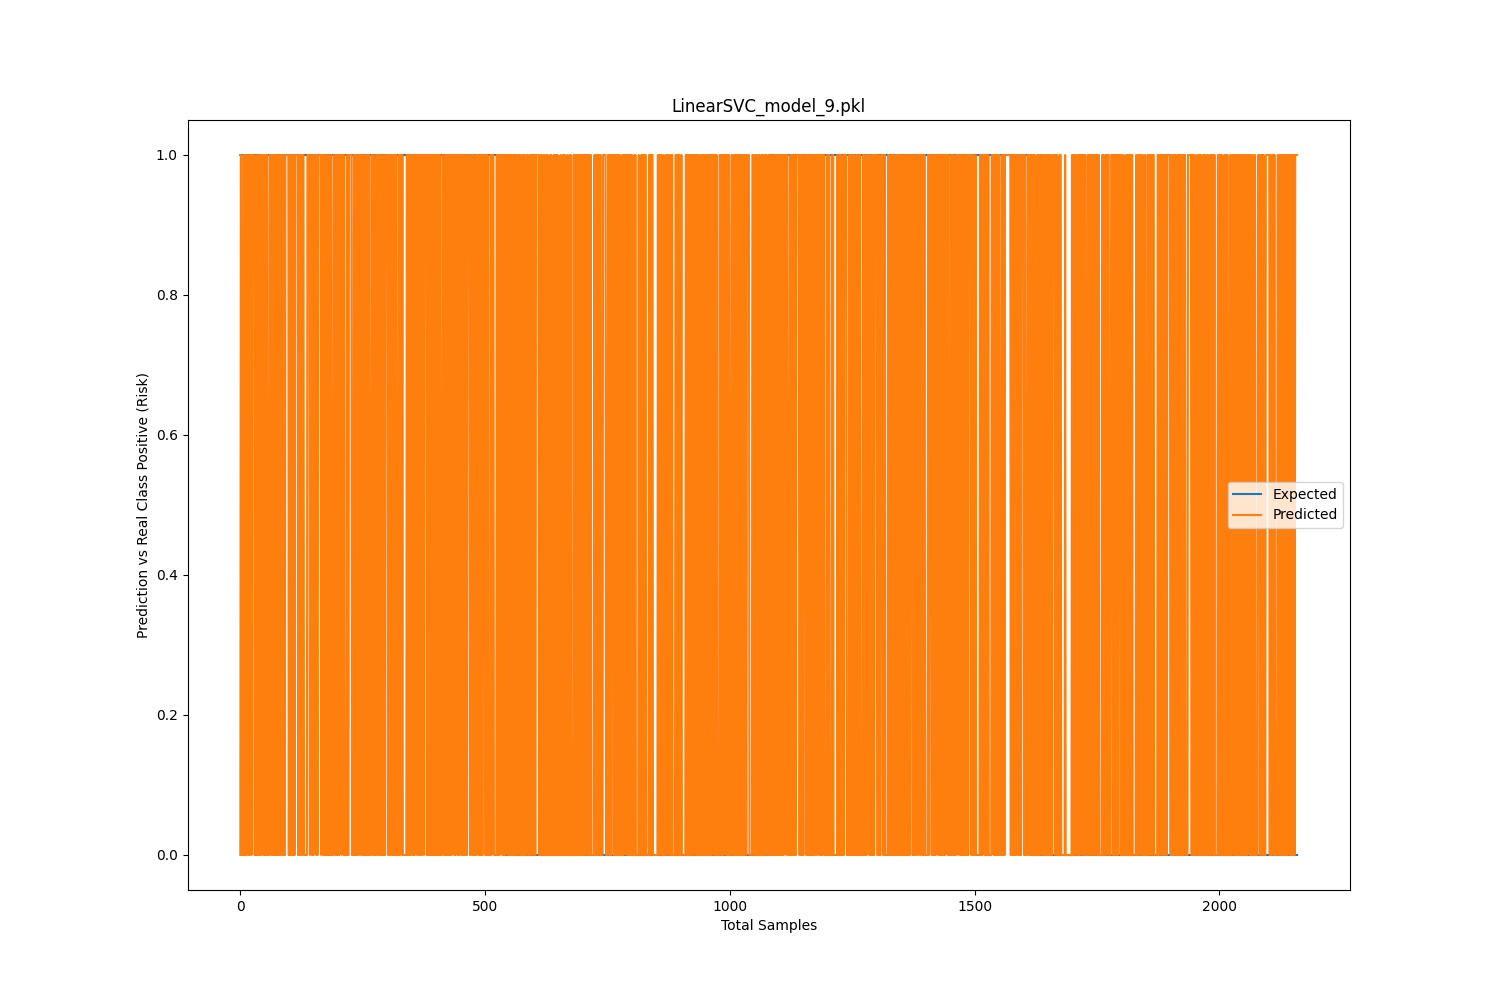 LinearSVC_model_9.pkl
1.0
0.8
0.6
0.4
0.2
0.0
Prediction vs Real Class Positive (Risk)
Expected
Predicted
0
500
1000
1500
2000
Total Samples